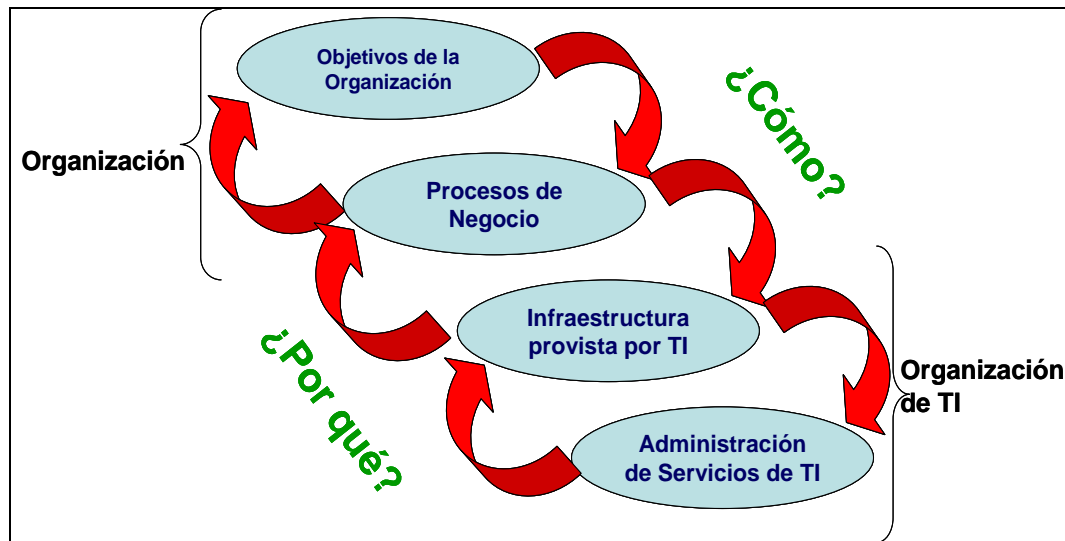 Objetivos de la
Organización
¿Cómo?
Organización
Procesos de
Negocio
Infraestructura
provista por TI
¿Por qué?
Organización
de TI
Administración
de Servicios de TI